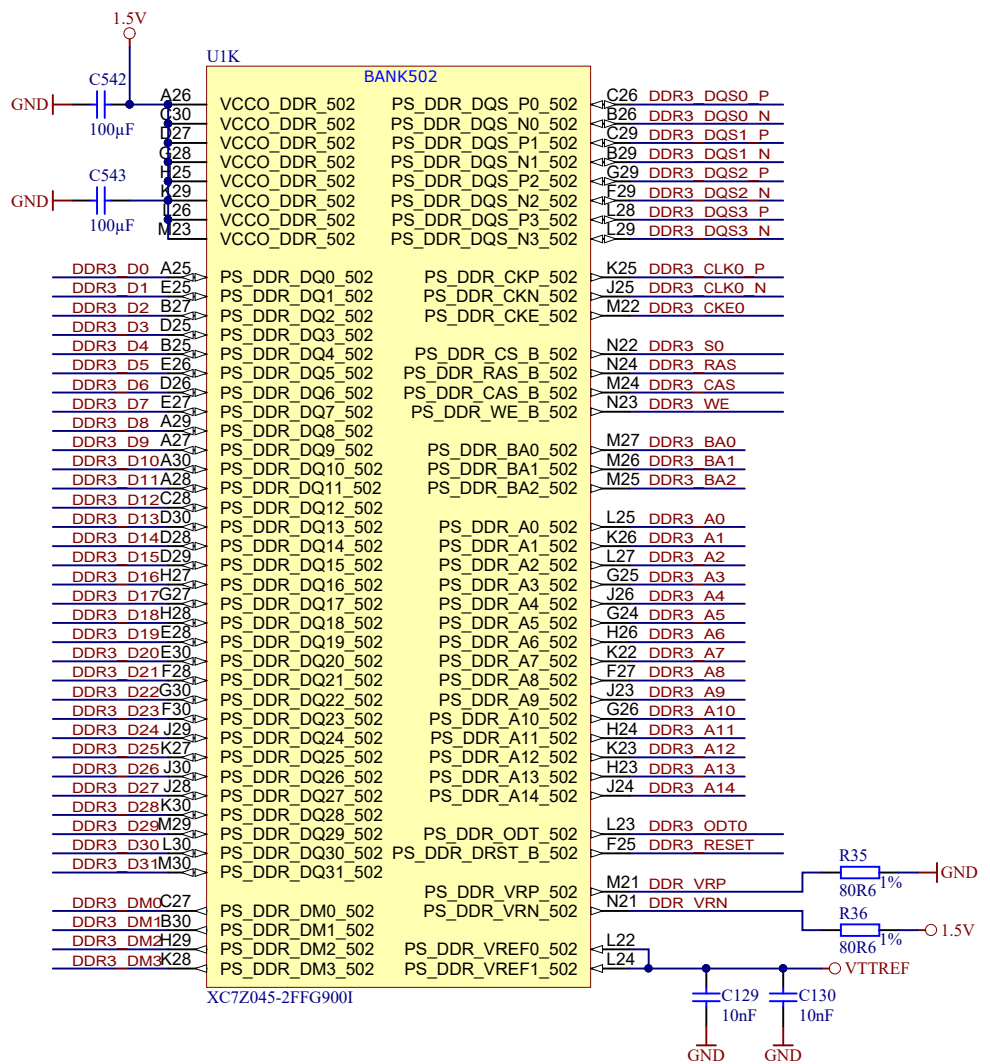 1.5V
U1K
BANK502
C542
GND
100µF
C543
GND
100µF
A26 VCCO_DDR_502
C30 VCCO_DDR_502
D27 VCCO_DDR_502
G28 VCCO_DDR_502
H25 VCCO_DDR_502
K29 VCCO_DDR_502
L26 VCCO_DDR_502
M23 VCCO_DDR_502
DDR3_D0 A25 PS_DDR_DQ0_502
DDR3_D1 E25 PS_DDR_DQ1_502
DDR3_D2 B27 PS_DDR_DQ2_502
DDR3_D3 D25 PS_DDR_DQ3_502
DDR3_D4 B25 PS_DDR_DQ4_502
DDR3_D5 E26 PS_DDR_DQ5_502
DDR3_D6 D26 PS_DDR_DQ6_502
DDR3_D7 E27 PS_DDR_DQ7_502
DDR3_D8 A29 PS_DDR_DQ8_502
DDR3_D9 A27 PS_DDR_DQ9_502
DDR3_D10 A30 PS_DDR_DQ10_502
DDR3_D11 A28 PS_DDR_DQ11_502
DDR3_D12 C28 PS_DDR_DQ12_502
DDR3_D13 D30 PS_DDR_DQ13_502
DDR3_D14 D28 PS_DDR_DQ14_502
DDR3_D15 D29 PS_DDR_DQ15_502
DDR3_D16 H27 PS_DDR_DQ16_502
DDR3_D17 G27 PS_DDR_DQ17_502
DDR3_D18 H28 PS_DDR_DQ18_502
DDR3_D19 E28 PS_DDR_DQ19_502
DDR3_D20 E30 PS_DDR_DQ20_502
DDR3_D21 F28 PS_DDR_DQ21_502
DDR3_D22 G30 PS_DDR_DQ22_502
DDR3_D23 F30 PS_DDR_DQ23_502
DDR3_D24 J29 PS_DDR_DQ24_502
DDR3_D25 K27 PS_DDR_DQ25_502
DDR3_D26 J30 PS_DDR_DQ26_502
DDR3_D27 J28 PS_DDR_DQ27_502
DDR3_D28 K30 PS_DDR_DQ28_502
DDR3_D29 M29 PS_DDR_DQ29_502
DDR3_D30 L30 PS_DDR_DQ30_502
DDR3_D31 M30 PS_DDR_DQ31_502
DDR3_DM0 C27 PS_DDR_DM0_502
DDR3_DM1 B30 PS_DDR_DM1_502
DDR3_DM2 H29 PS_DDR_DM2_502
DDR3_DM3 K28 PS_DDR_DM3_502
PS_DDR_DQS_P0_502 C26 DDR3_DQS0_P
PS_DDR_DQS_N0_502 B26 DDR3_DQS0_N
PS_DDR_DQS_P1_502 C29 DDR3_DQS1_P
PS_DDR_DQS_N1_502 B29 DDR3_DQS1_N
PS_DDR_DQS_P2_502 G29 DDR3_DQS2_P
PS_DDR_DQS_N2_502 F29 DDR3_DQS2_N
PS_DDR_DQS_P3_502 L28 DDR3_DQS3_P
PS_DDR_DQS_N3_502 L29 DDR3_DQS3_N
PS_DDR_CKP_502 K25 DDR3_CLK0_P
PS_DDR_CKN_502 J25 DDR3_CLK0_N
PS_DDR_CKE_502 M22 DDR3_CKE0
PS_DDR_CS_B_502 N22 DDR3_S0
PS_DDR_RAS_B_502 N24 DDR3_RAS
PS_DDR_CAS_B_502 M24 DDR3_CAS
PS_DDR_WE_B_502 N23 DDR3_WE
PS_DDR_BA0_502 M27 DDR3_BA0
PS_DDR_BA1_502 M26 DDR3_BA1
PS_DDR_BA2_502 M25 DDR3_BA2
PS_DDR_A0_502 L25 DDR3_A0
PS_DDR_A1_502 K26 DDR3_A1
PS_DDR_A2_502 L27 DDR3_A2
PS_DDR_A3_502 G25 DDR3_A3
PS_DDR_A4_502 J26 DDR3_A4
PS_DDR_A5_502 G24 DDR3_A5
PS_DDR_A6_502 H26 DDR3_A6
PS_DDR_A7_502 K22 DDR3_A7
PS_DDR_A8_502 F27 DDR3_A8
PS_DDR_A9_502 J23 DDR3_A9
PS_DDR_A10_502 G26 DDR3_A10
PS_DDR_A11_502 H24 DDR3_A11
PS_DDR_A12_502 K23 DDR3_A12
PS_DDR_A13_502 H23 DDR3_A13
PS_DDR_A14_502 J24 DDR3_A14
PS_DDR_ODT_502 L23 DDR3_ODT0
PS_DDR_DRST_B_502 F25 DDR3_RESET
PS_DDR_VRP_502 M21 DDR_VRP
PS_DDR_VRN_502 N21 DDR_VRN
PS_DDR_VREF0_502 L22
PS_DDR_VREF1_502 L24
R35
80R6 1%
GND
R36
80R6 1%
1.5V
VTTREF
C129
10nF
GND
C130
10nF
GND
XC7Z045-2FFG900I